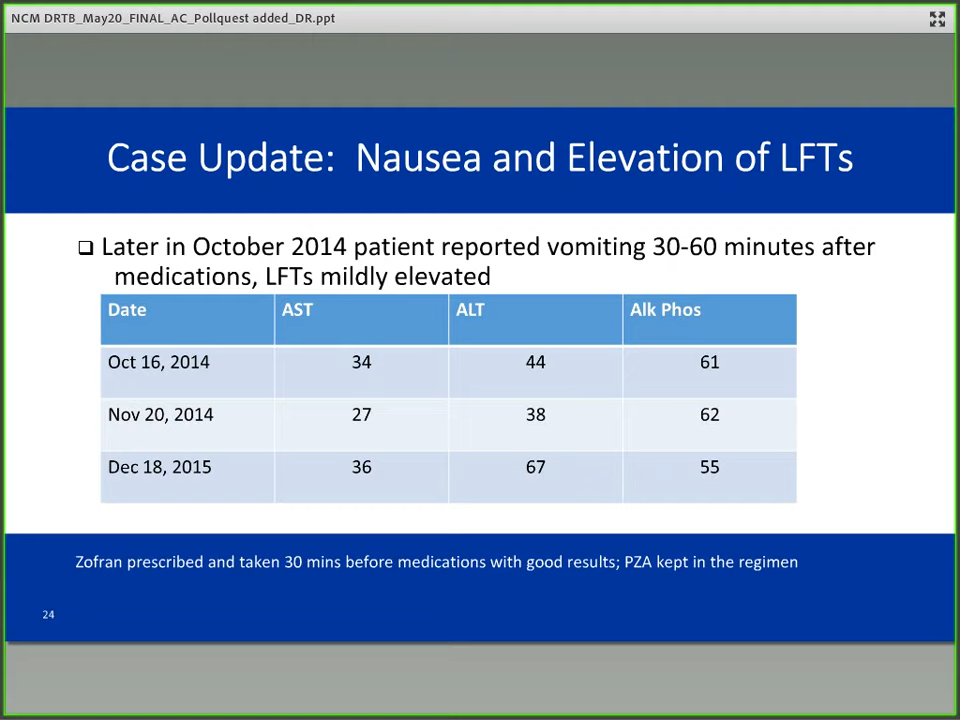 NCM DRTB_May20_FINAL_AC_Pollquest added_DR.ppt
Case Update:  Nausea and Elevation of LFTs
Later in October 2014 patient reported vomiting 30-60 minutes after
medications, LFTs mildly elevated
Date AST ALT Alk Phos
Oct 16, 2014 34 44 61
Nov 20, 2014 27 38 62
Dec 18, 2015 36 67 55
Zofran prescribed and taken 30 mins before medications with good results; PZA kept in the regimen
24